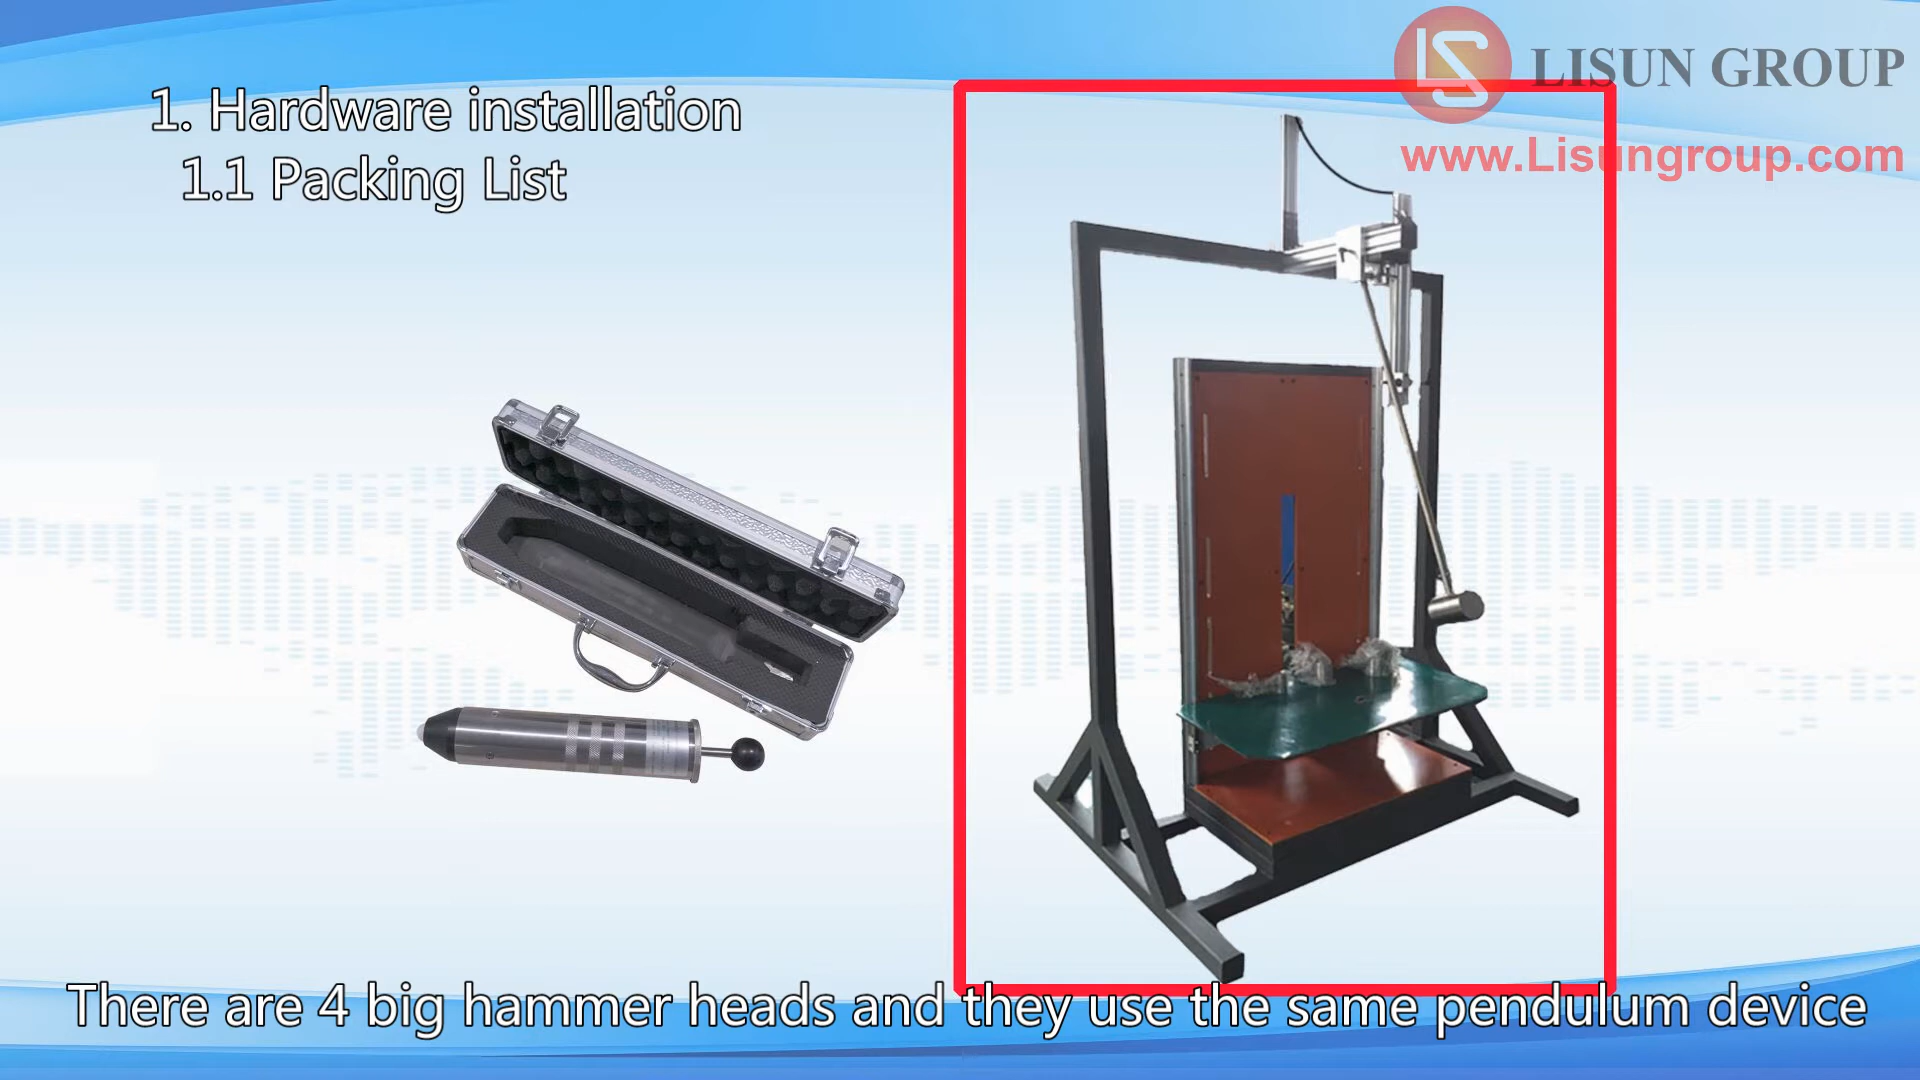 LISUN GROUP
www.Lisungroup.com
1. Hardware installation
1.1 Packing List
There are 4 big hammer heads and they use the same pendulum device